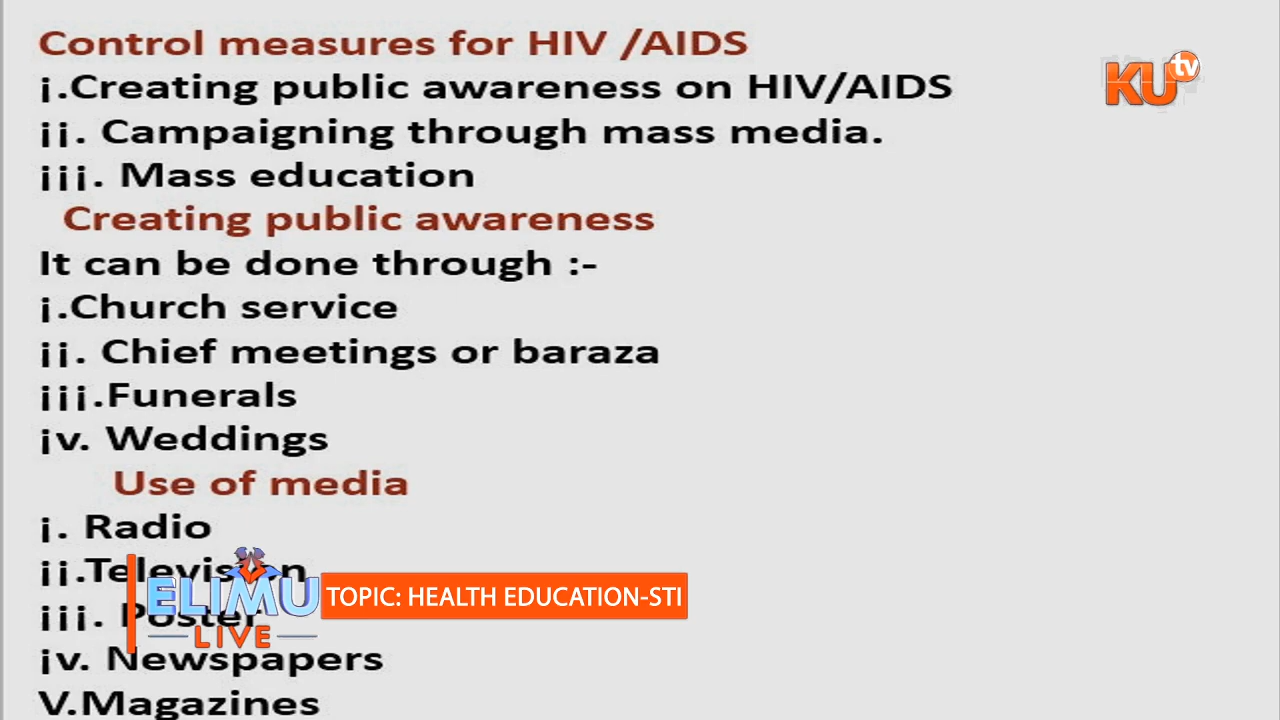 Control measures for HIV /AIDS
¡.Creating public awareness on HIV/AIDS
¡¡. Campaigning through mass media.
¡¡¡. Mass education
Creating public awareness
It can be done through :-
¡.Church service
¡¡. Chief meetings or baraza
¡¡¡.Funerals
¡v. Weddings
Use of media
¡. Radio
¡¡.Television
¡¡¡. Poster
¡v. Newspapers
V.Magazines
KU tv
ELIMU
LIVE
TOPIC: HEALTH EDUCATION-STI